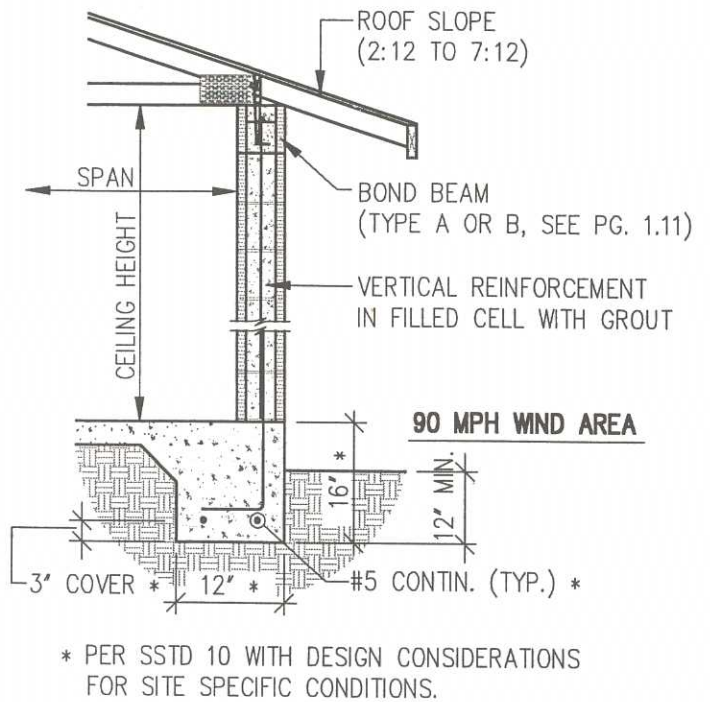 ROOF SLOPE
(2:12 TO 7:12)
SPAN
CEILING HEIGHT
BOND BEAM
(TYPE A OR B, SEE PG. 1.11)
VERTICAL REINFORCEMENT
IN FILLED CELL WITH GROUT
90 MPH WIND AREA
16" *
12" MIN.
3" COVER *
12" *
#5 CONTIN. (TYP.) *
* PER SSTD 10 WITH DESIGN CONSIDERATIONS
FOR SITE SPECIFIC CONDITIONS.